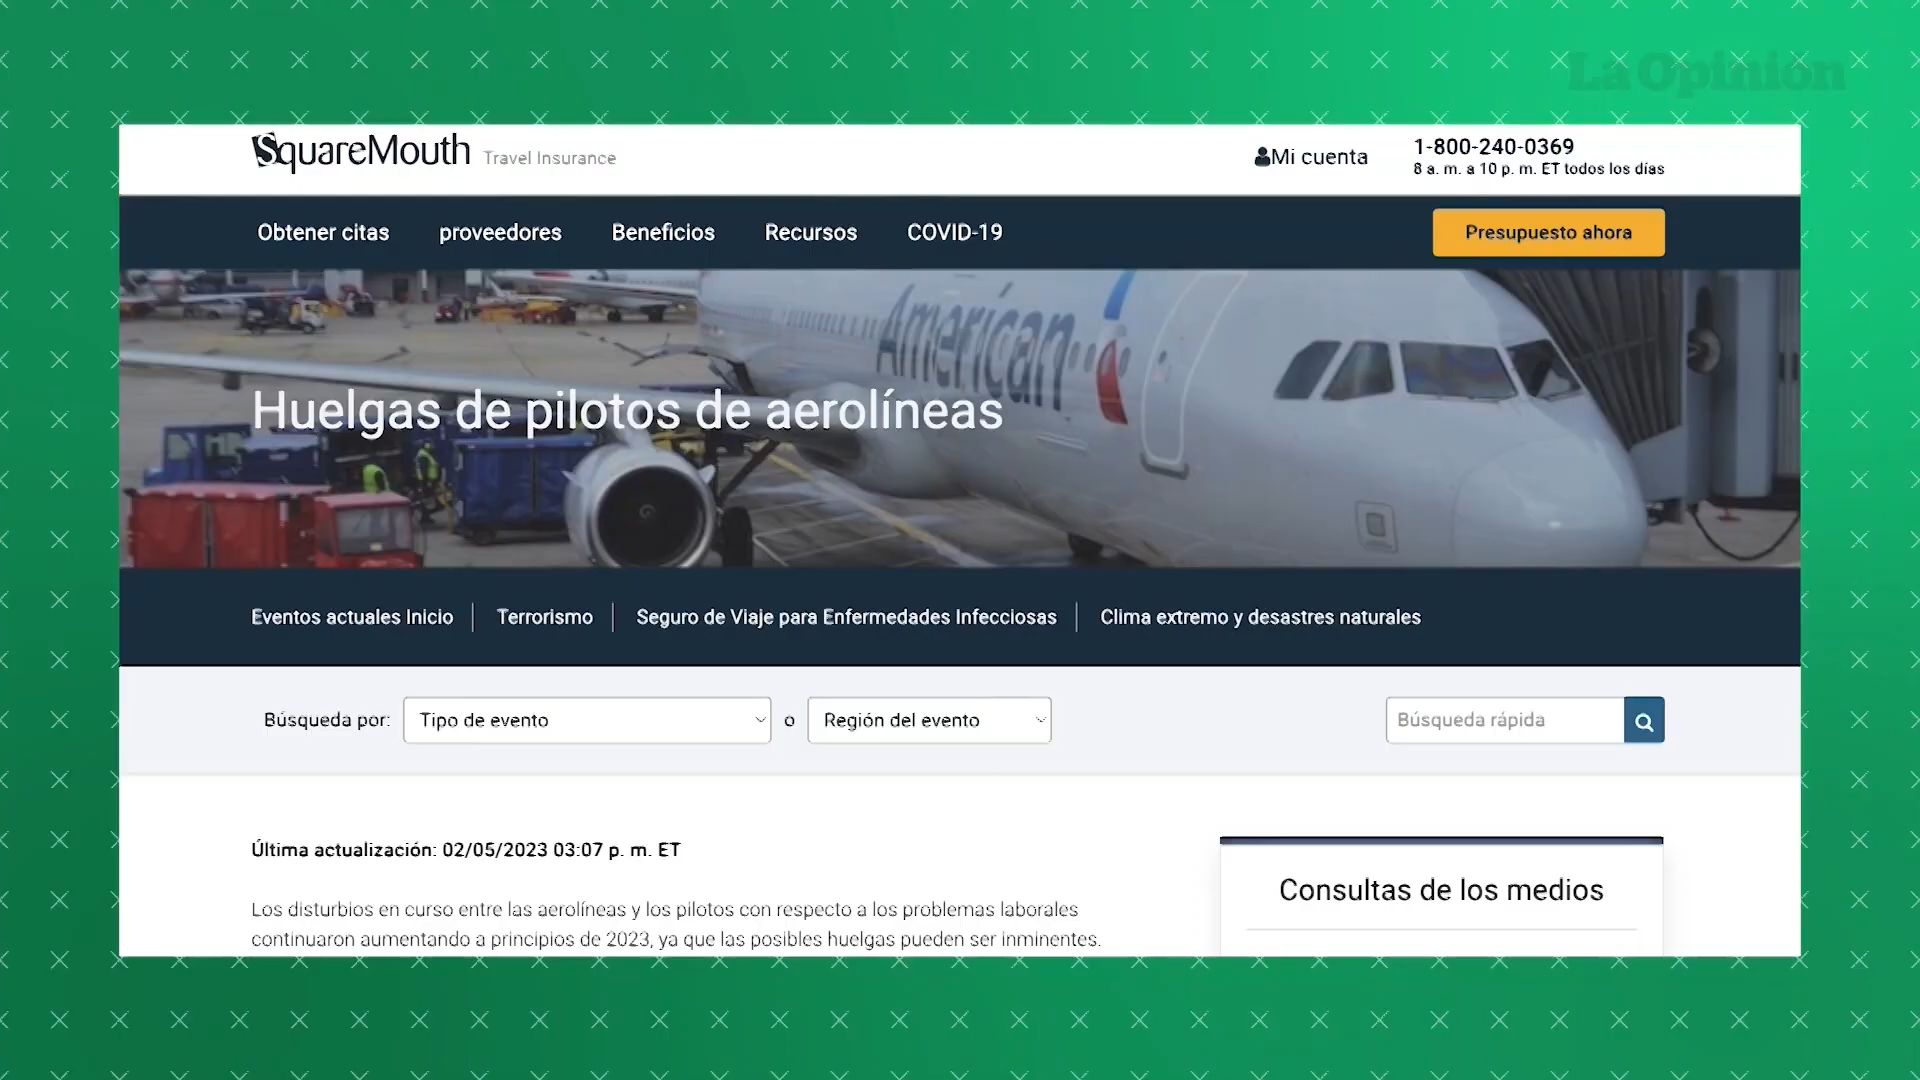 La Opinión
SquareMouth Travel Insurance
Mi cuenta
1-800-240-0369
8 a. m. a 10 p. m. ET todos los días
Obtener citas
proveedores
Beneficios
Recursos
COVID-19
Presupuesto ahora
American
Huelgas de pilotos de aerolíneas
Eventos actuales Inicio
Terrorismo
Seguro de Viaje para Enfermedades Infecciosas
Clima extremo y desastres naturales
Búsqueda por:
Tipo de evento
o
Región del evento
Búsqueda rápida
Última actualización: 02/05/2023 03:07 p. m. ET
Los disturbios en curso entre las aerolíneas y los pilotos con respecto a los problemas laborales
continuaron aumentando a principios de 2023, ya que las posibles huelgas pueden ser inminentes.
Consultas de los medios